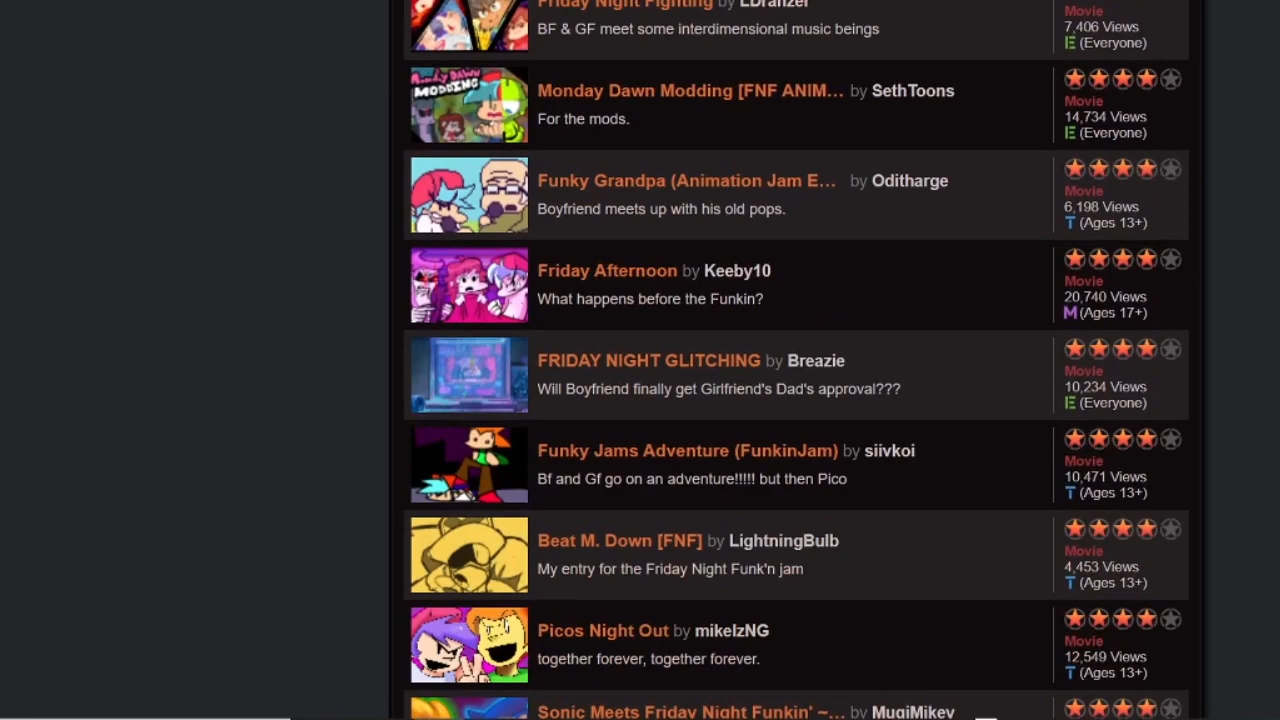 Friday Night Fighting by LDranzer
BF & GF meet some interdimensional music beings
Movie
7,406 Views
E (Everyone)
MODDING
Monday Dawn Modding [FNF ANIM... by SethToons
For the mods.
Movie
14,734 Views
E (Everyone)
Funky Grandpa (Animation Jam E... by Oditharge
Boyfriend meets up with his old pops.
Movie
6,198 Views
T (Ages 13+)
Friday Afternoon by Keeby10
What happens before the Funkin?
Movie
20,740 Views
M (Ages 17+)
FRIDAY NIGHT GLITCHING by Breazie
Will Boyfriend finally get Girlfriend's Dad's approval???
Movie
10,234 Views
E (Everyone)
Funky Jams Adventure (FunkinJam) by siivkoi
Bf and Gf go on an adventure!!!!! but then Pico
Movie
10,471 Views
T (Ages 13+)
Beat M. Down [FNF] by LightningBulb
My entry for the Friday Night Funk'n jam
Movie
4,453 Views
T (Ages 13+)
Picos Night Out by mikelzNG
together forever, together forever.
Movie
12,549 Views
T (Ages 13+)
Sonic Meets Friday Night Funkin' ~... by MugiMikey